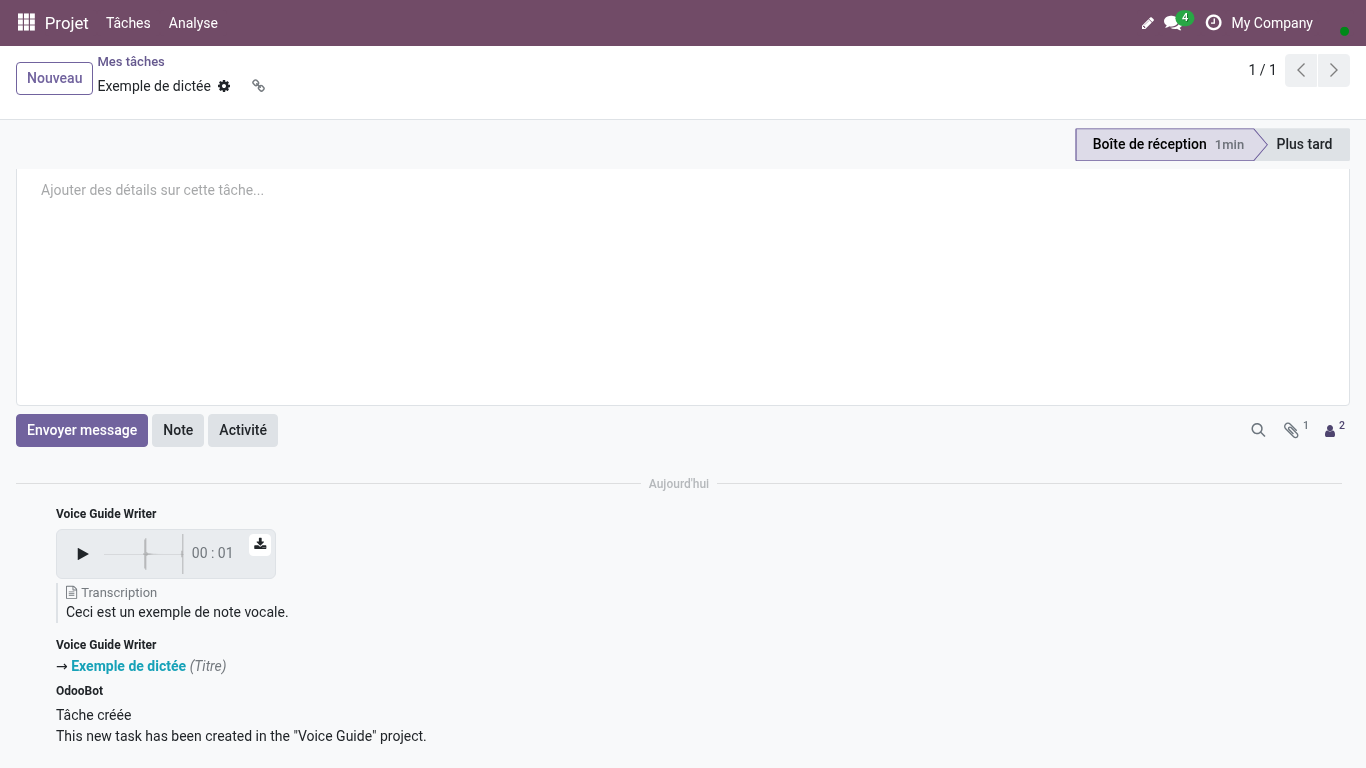 Projet Tâches Analyse 4 My Company
Mes tâches
Nouveau
Exemple de dictée
1 / 1
Boîte de réception 1min Plus tard
Ajouter des détails sur cette tâche...
Envoyer message Note Activité 1 2
Aujourd'hui
Voice Guide Writer
00 : 01
Transcription
Ceci est un exemple de note vocale.
Voice Guide Writer
→ Exemple de dictée (Titre)
OdooBot
Tâche créée
This new task has been created in the "Voice Guide" project.